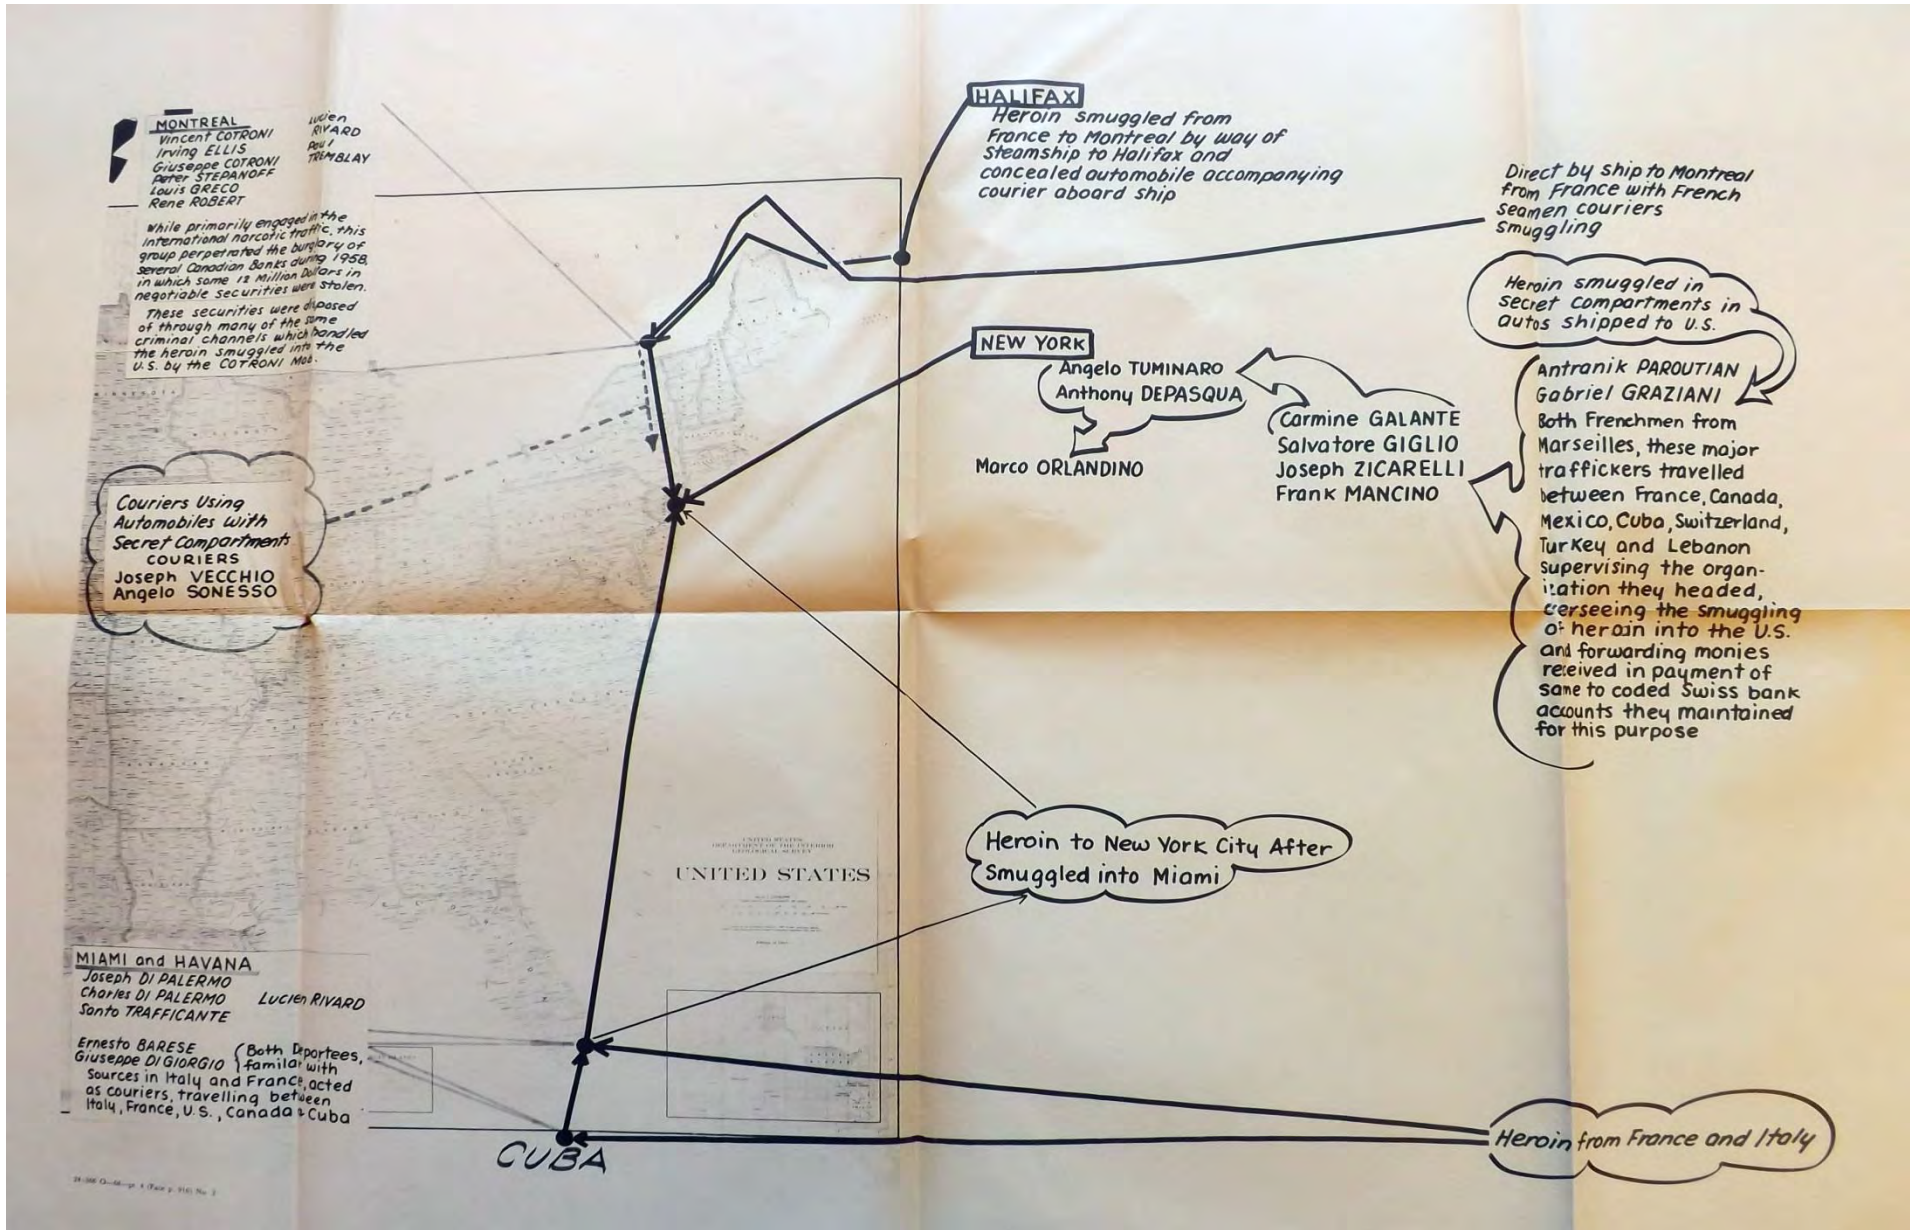 MONTREAL
Vincent COTRONI
Irving ELLIS
Giuseppe COTRONI
Peter STEPANOFF
Louis GRECO
Rene ROBERT
Lucien
RIVARD
Paul
TREMBLAY
While primarily engaged in the
International narcotic traffic, this
group perpetrated the burglary of
several Canadian Banks during 1958,
in which some 12 Million Dollars in
negotiable securities were stolen.
These securities were disposed
of through many of the same
criminal channels which handled
the heroin smuggled into the
U.S. by the COTRONI Mob.
HALIFAX
Heroin smuggled from
France to Montreal by way of
Steamship to Halifax and
concealed automobile accompanying
courier aboard ship
Direct by ship to Montreal
from France with French
Seamen couriers
Smuggling
Heroin smuggled in
secret compartments in
autos shipped to U.S.
NEW YORK
Angelo TUMINARO
Anthony DEPASQUA
Marco ORLANDINO
Carmine GALANTE
Salvatore GIGLIO
Joseph ZICARELLI
Frank MANCINO
Antranik PAROUTIAN
Gabriel GRAZIANI
Both Frenchmen from
Marseilles, these major
traffickers travelled
between France, Canada,
Mexico, Cuba, Switzerland,
Turkey and Lebanon
supervising the organ-
ization they headed,
overseeing the smuggling
of heroin into the U.S.
and forwarding monies
received in payment of
same to coded Swiss bank
accounts they maintained
for this purpose
Couriers Using
Automobiles with
Secret Compartments
COURIERS
Joseph VECCHIO
Angelo SONESSO
Heroin to New York City After
Smuggled into Miami
UNITED STATES
DEPARTMENT OF THE INTERIOR
GEOLOGICAL SURVEY
UNITED STATES
MIAMI and HAVANA
Joseph DI PALERMO
Charles DI PALERMO
Santo TRAFFICANTE
Lucien RIVARD
Ernesto BARESE
Giuseppe DI GIORGIO
Both Deportees,
familar with
Sources in Italy and France, acted
as couriers, travelling between
Italy, France, U.S., Canada & Cuba
CUBA
Heroin from France and Italy